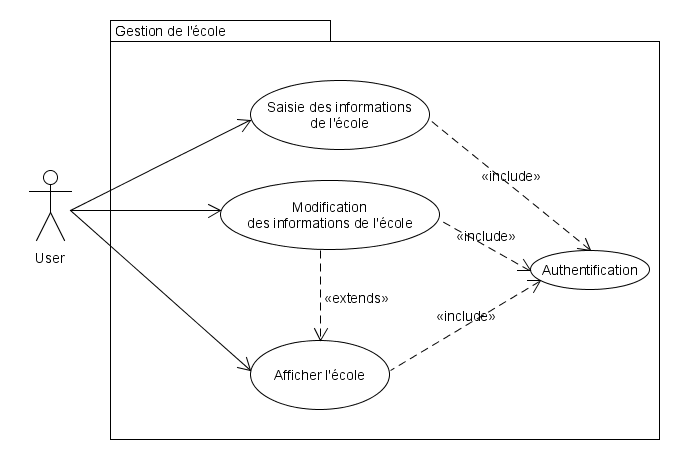 Gestion de l'école
Saisie des informations
de l'école
«include»
Modification
des informations de l'école
«include»
User
Authentification
«extends»
«include»
Afficher l'école